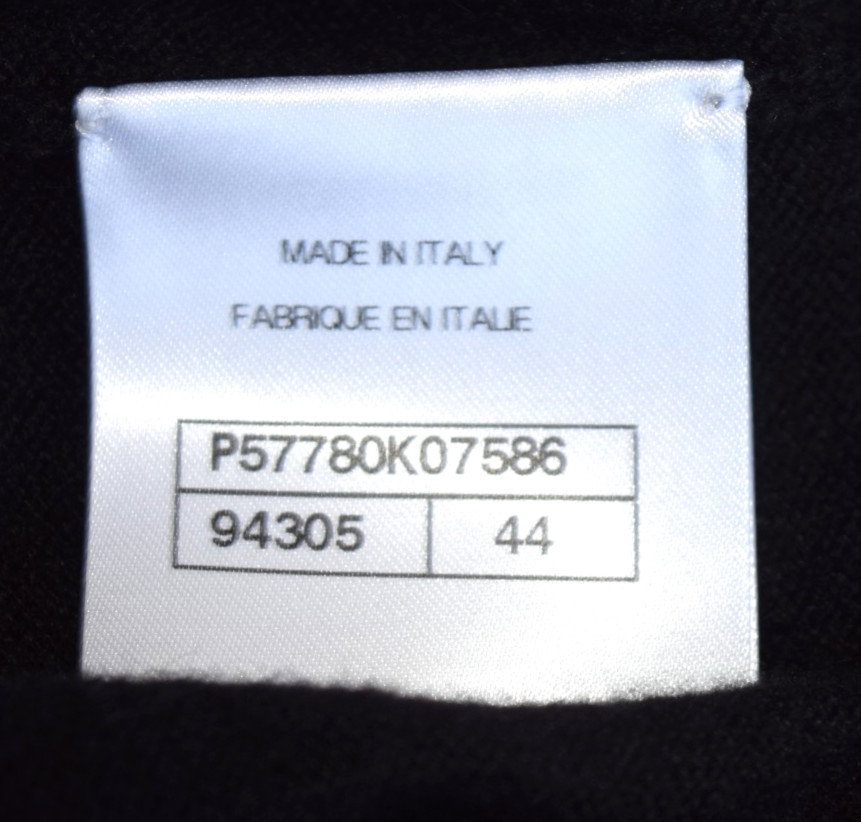 MADE IN ITALY
FABRIQUE EN ITALIE
P57780K07586
94305 44